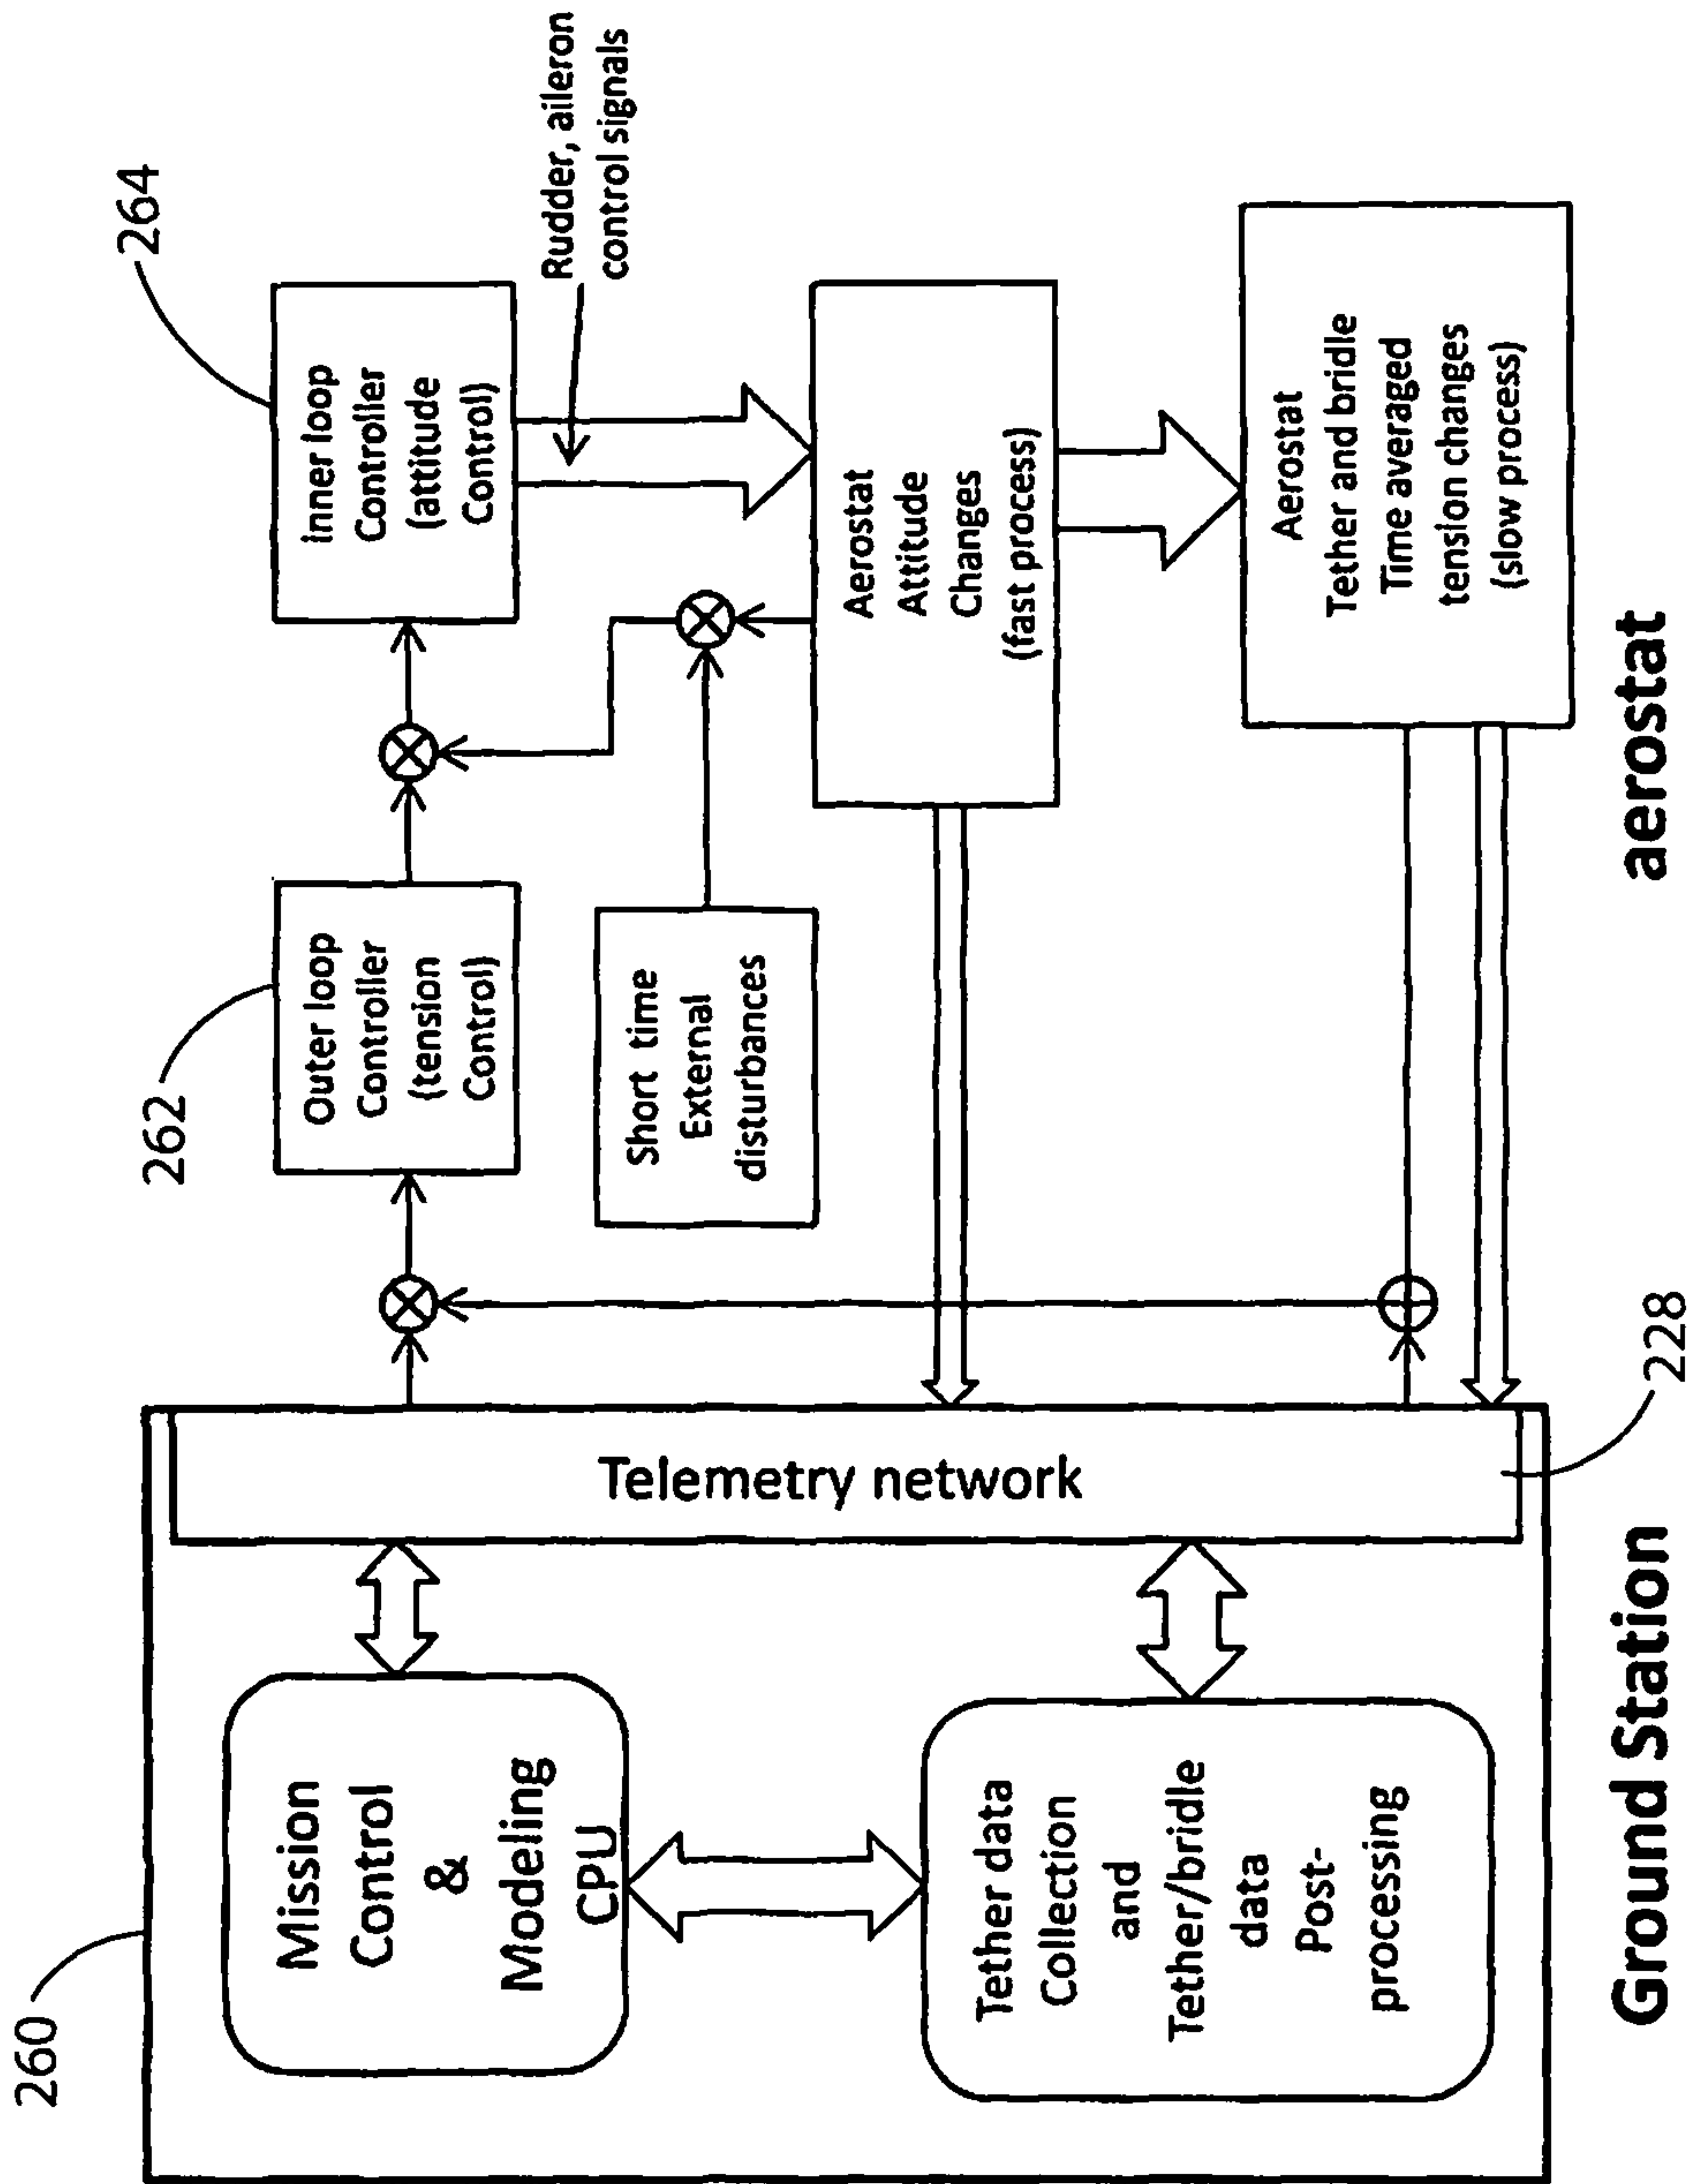 260
Mission
Control
&
Modeling
CPU
Tether data
Collection
and
Tether/bridle
data
Post-
processing
Telemetry network
228
Ground Station
262
Outer loop
Controller
(tension
Control)
Short time
External
disturbances
264
Inner loop
Controller
(attitude
Control)
Rudder, aileron
control signals
Aerostat
Attitude
Changes
(fast process)
Aerostat
Tether and bridle
Time averaged
tension changes
(slow process)
aerostat